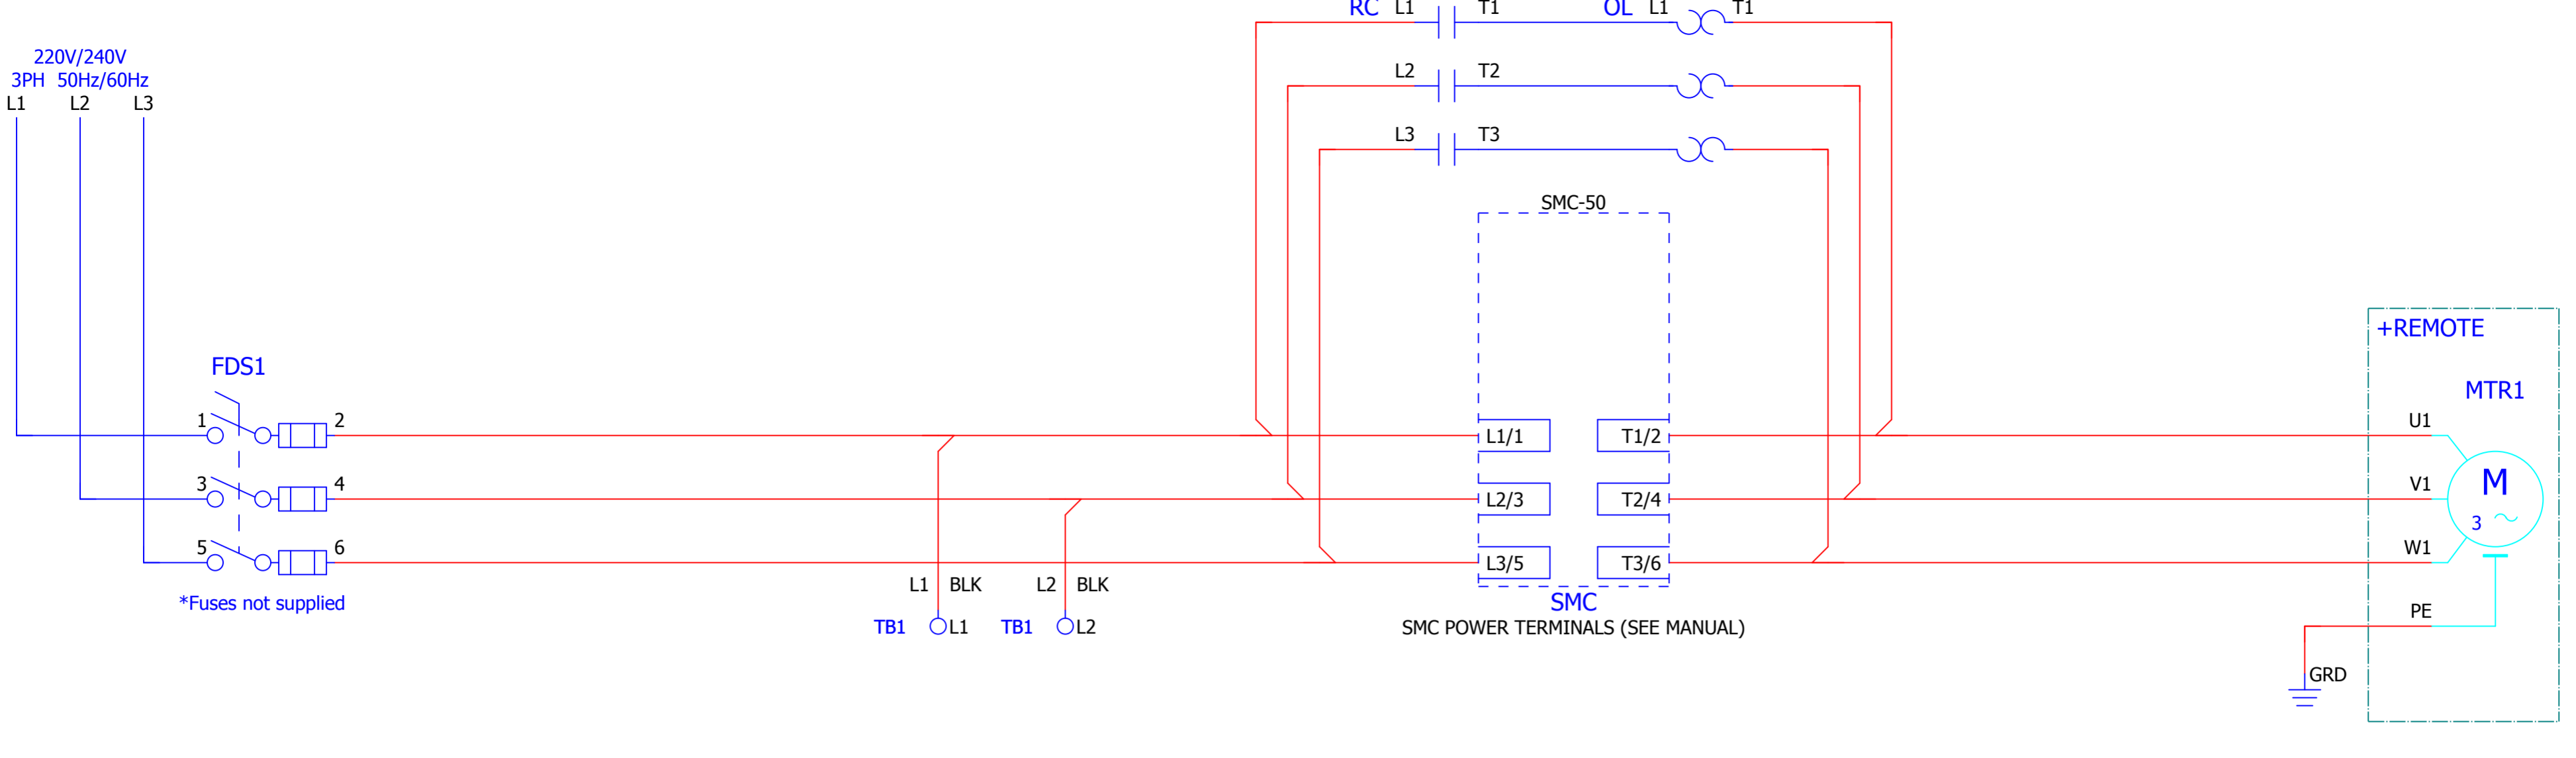 RC L1 T1 OL L1 T1
220V/240V
3PH 50Hz/60Hz
L1 L2 L3
L2 T2
L3 T3
SMC-50
+REMOTE
FDS1
MTR1
1 2 L1/1 T1/2 U1
3 4 L2/3 T2/4 V1
M
3
5 6 L3/5 T3/6 W1
*Fuses not supplied
L1 BLK L2 BLK
SMC
TB1 L1 TB1 L2
SMC POWER TERMINALS (SEE MANUAL)
PE
GRD